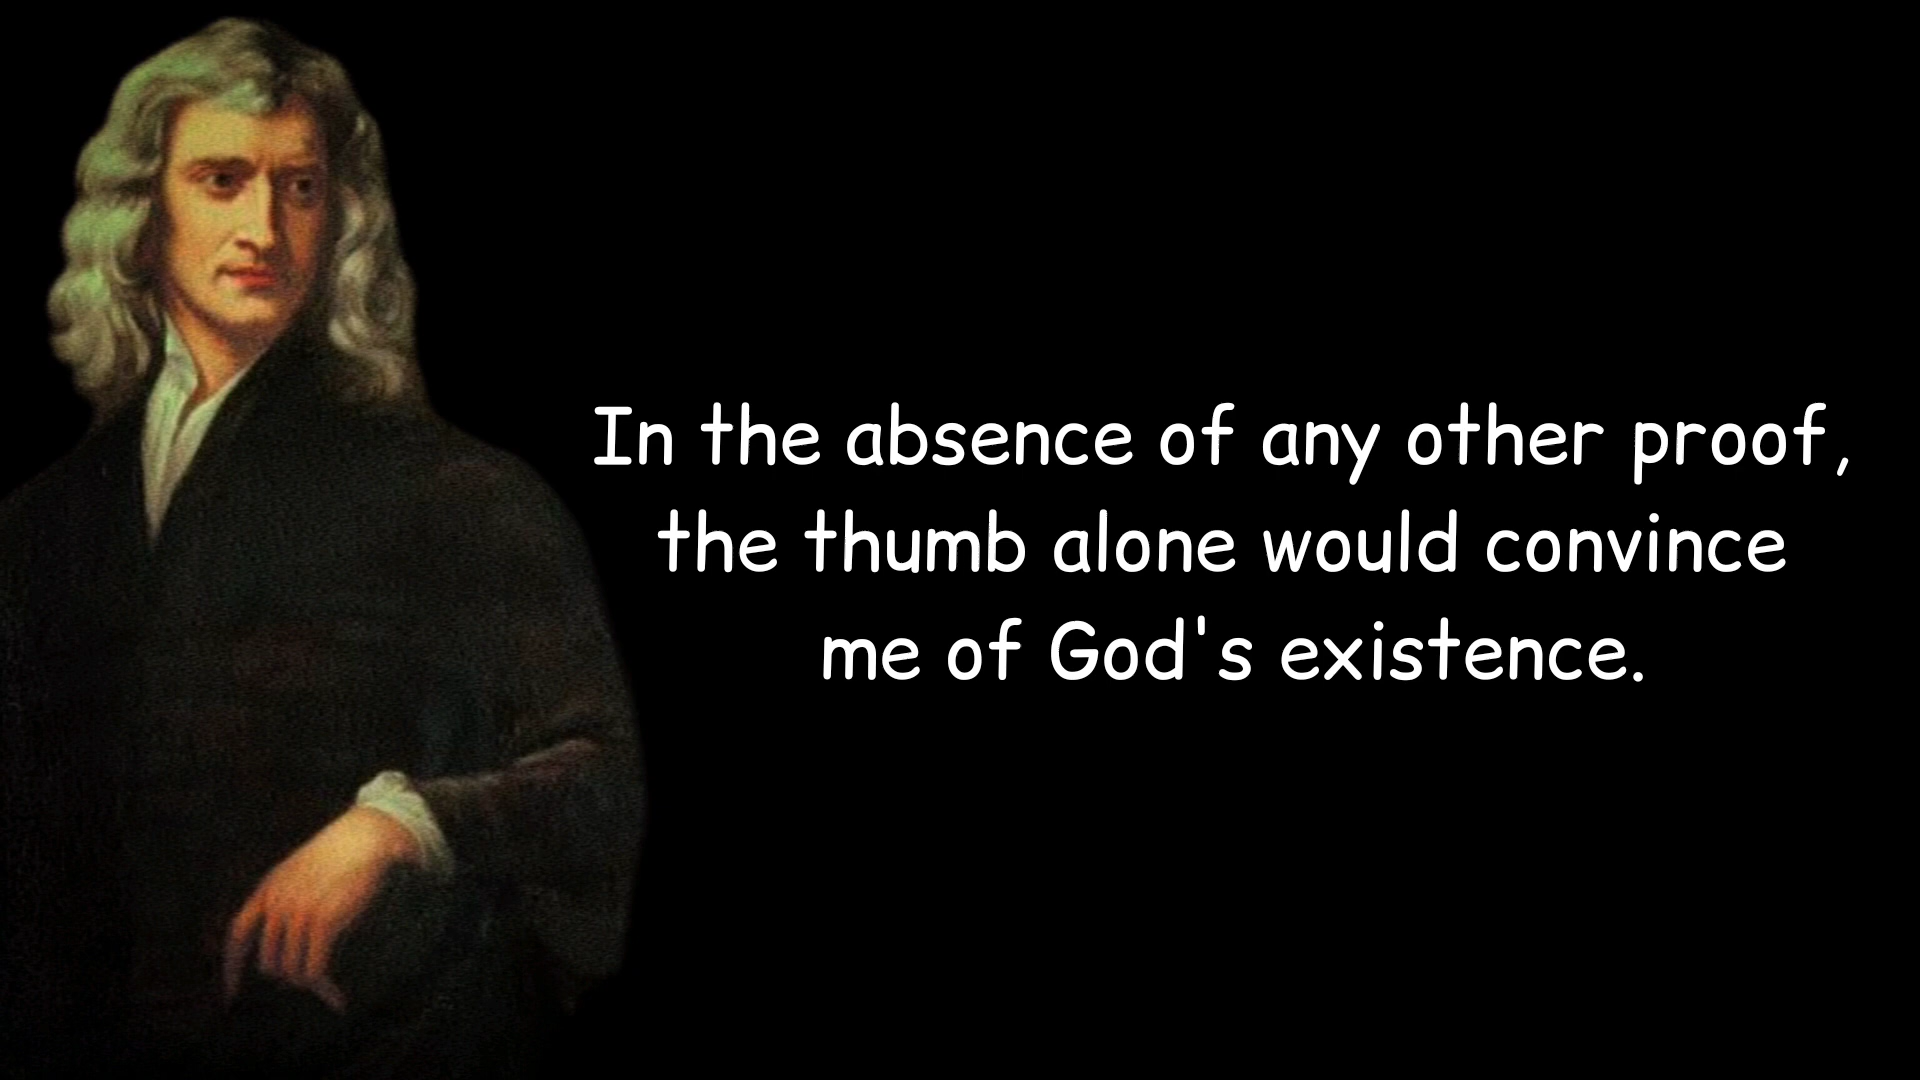 In the absence of any other proof,
the thumb alone would convince
me of God's existence.